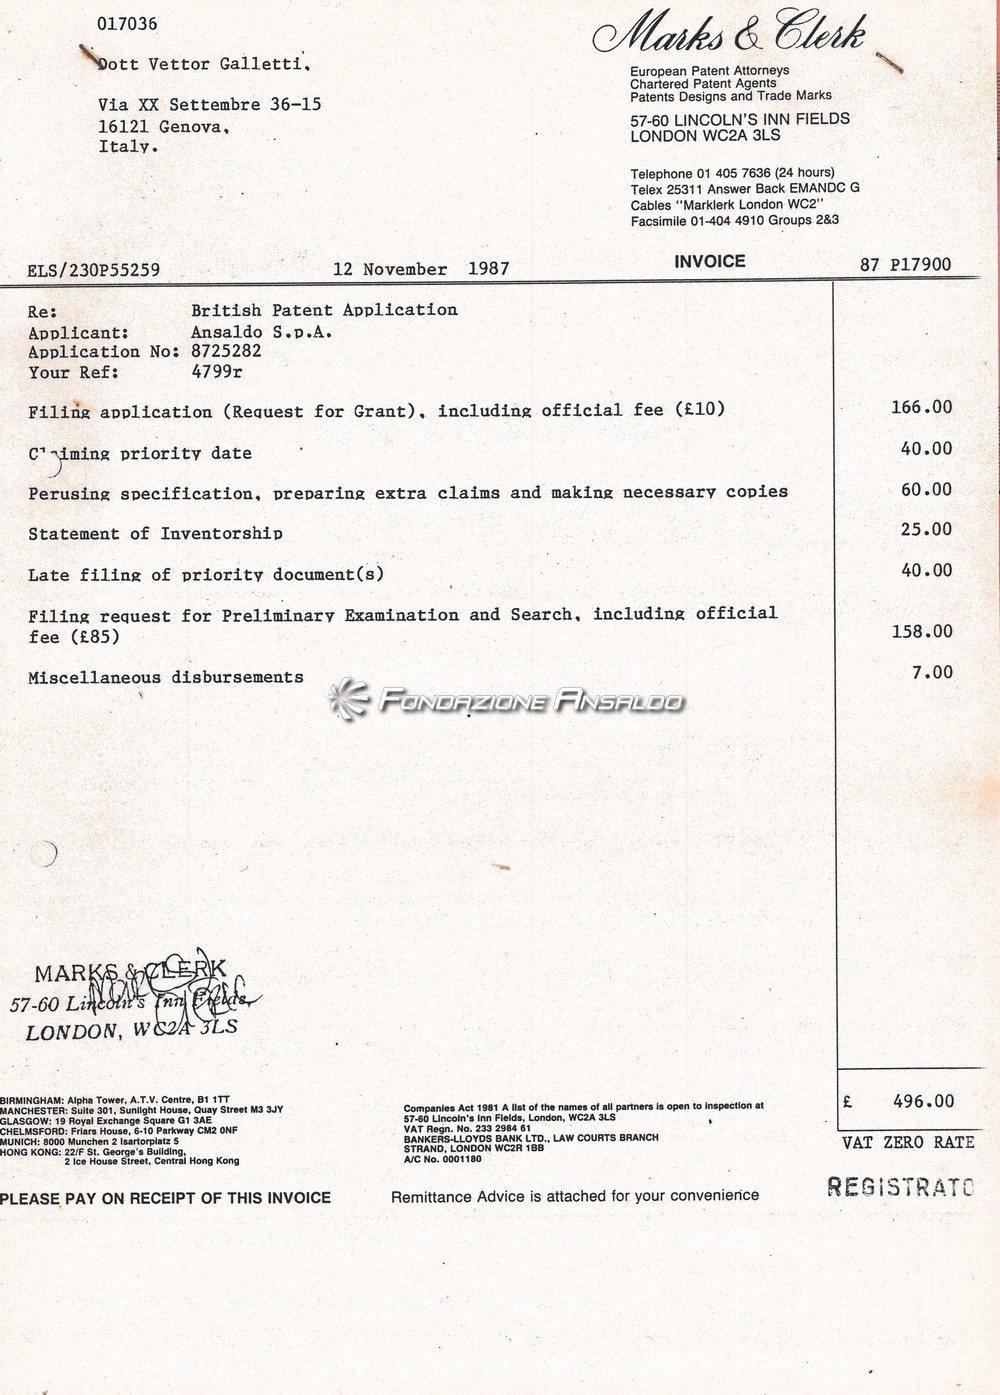 017036
Dott Vettor Galletti,
Via XX Settembre 36-15
16121 Genova,
Italy.
Marks & Clerk
European Patent Attorneys
Chartered Patent Agents
Patents Designs and Trade Marks
57-60 LINCOLN'S INN FIELDS
LONDON WC2A 3LS
Telephone 01 405 7636 (24 hours)
Telex 25311 Answer Back EMANDC G
Cables "Marklerk London WC2"
Facsimile 01-404 4910 Groups 2&3
ELS/230P55259 12 November 1987 INVOICE 87 P17900
Re: British Patent Application
Applicant: Ansaldo S.p.A.
Application No: 8725282
Your Ref: 4799r
Filing application (Request for Grant), including official fee (£10) 166.00
Claiming priority date 40.00
Perusing specification, preparing extra claims and making necessary copies 60.00
Statement of Inventorship 25.00
Late filing of priority document(s) 40.00
Filing request for Preliminary Examination and Search, including official
fee (£85) 158.00
Miscellaneous disbursements 7.00
FONDAZIONE ANSALDO
MARKS & CLERK
57-60 Lincoln's Inn Fields,
LONDON, WC2A 3LS
BIRMINGHAM: Alpha Tower, A.T.V. Centre, B1 1TT
MANCHESTER: Suite 301, Sunlight House, Quay Street M3 3JY
GLASGOW: 19 Royal Exchange Square G1 3AE
CHELMSFORD: Friars House, 6-10 Parkway CM2 0NF
MUNICH: 8000 Munchen 2 Isartorplatz 5
HONG KONG: 22/F St. George's Building,
2 Ice House Street, Central Hong Kong
Companies Act 1981 A list of the names of all partners is open to inspection at
57-60 Lincoln's Inn Fields, London, WC2A 3LS
VAT Regn. No. 233 2984 61
BANKERS-LLOYDS BANK LTD., LAW COURTS BRANCH
STRAND, LONDON WC2R 1BB
A/C No. 0001180
£ 496.00
VAT ZERO RATE
REGISTRATO
PLEASE PAY ON RECEIPT OF THIS INVOICE
Remittance Advice is attached for your convenience